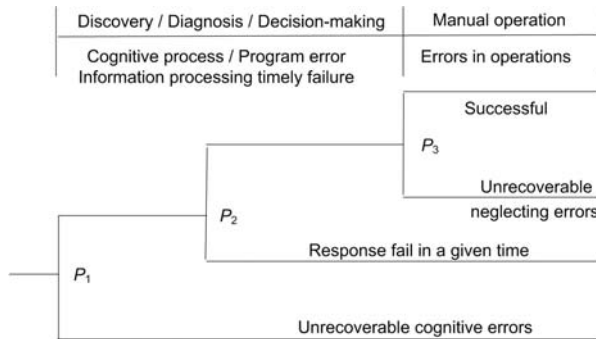 Discovery / Diagnosis / Decision-making
Manual operation
Cognitive process / Program error
Information processing timely failure
Errors in operations
Successful
P3
Unrecoverable
neglecting errors
P2
Response fail in a given time
P1
Unrecoverable cognitive errors